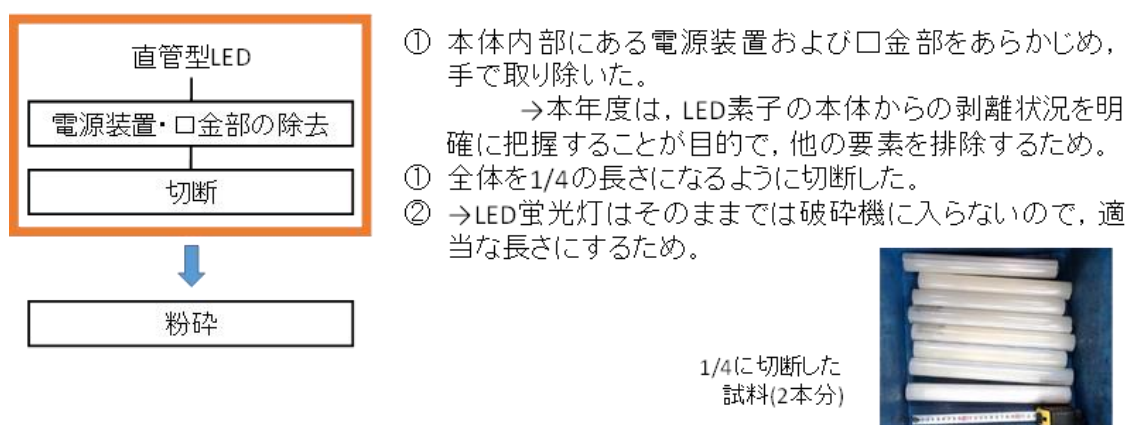 直管型LED
電源装置・口金部の除去
切断
粉砕
① 本体内部にある電源装置および口金部をあらかじめ，
手で取り除いた。
→本年度は，LED素子の本体からの剥離状況を明
確に把握することが目的で，他の要素を排除するため。
① 全体を1/4の長さになるように切断した。
② →LED蛍光灯はそのままでは破砕機に入らないので，適
当な長さにするため。
1/4に切断した
試料(2本分)